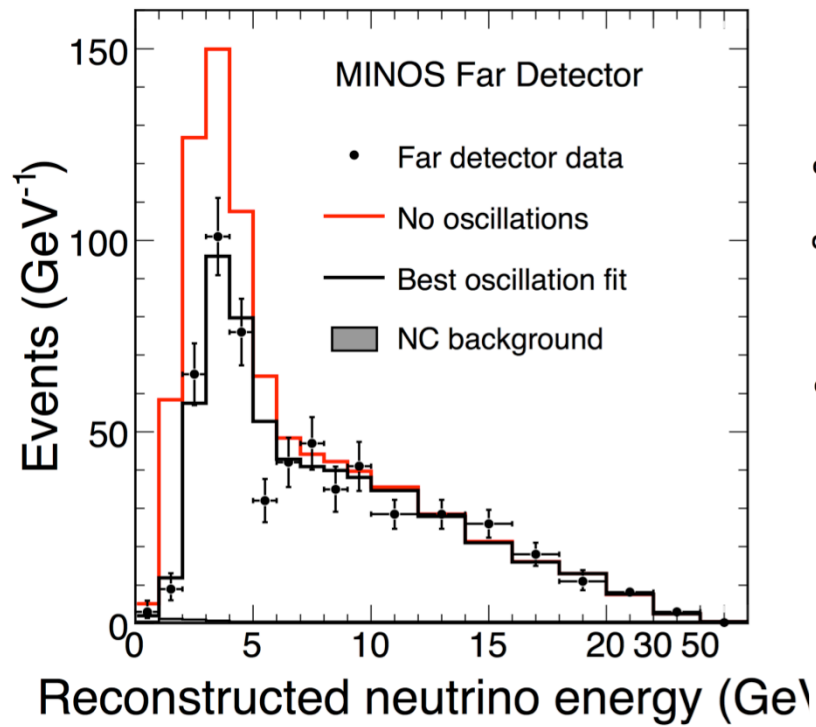 150
100
50
0
Events (GeV-1)
MINOS Far Detector
Far detector data
No oscillations
Best oscillation fit
NC background
0 5 10 15 20 30 50
Reconstructed neutrino energy (GeV